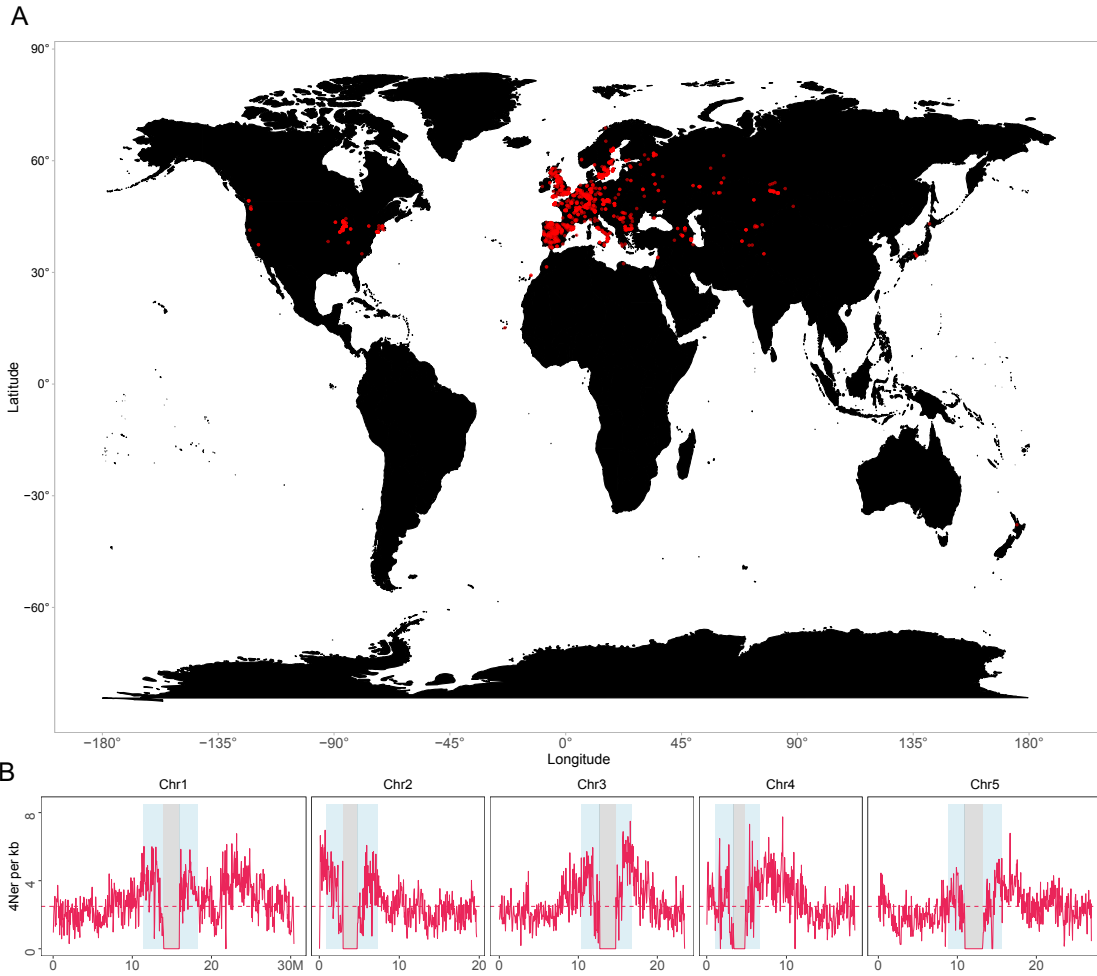 A
90°
60°
30°
0°
−30°
−60°
Latitude
−180° −135° −90° −45° 0° 45° 90° 135° 180°
Longitude
B
Chr1 Chr2 Chr3 Chr4 Chr5
8
4
0
4Ner per kb
0 10 20 30M 0 10 20 0 10 20 0 10 0 10 20